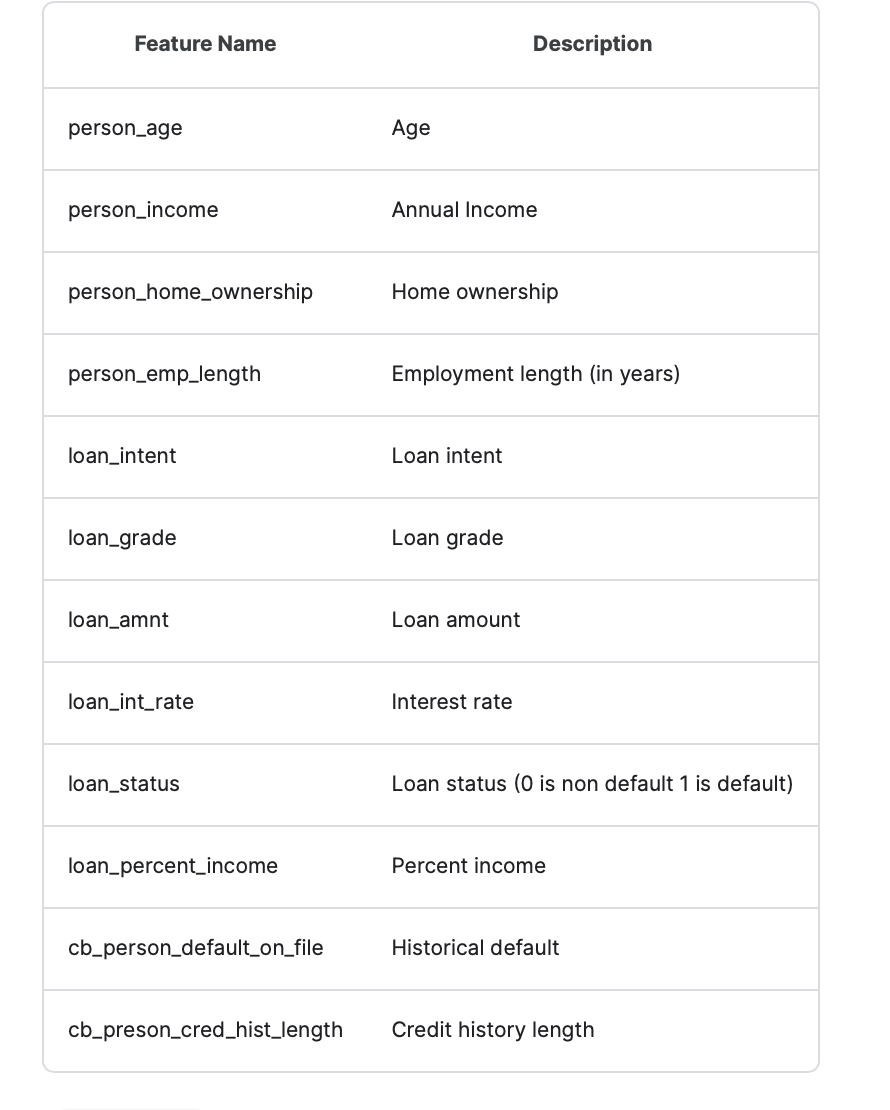 Feature Name Description
person_age Age
person_income Annual Income
person_home_ownership Home ownership
person_emp_length Employment length (in years)
loan_intent Loan intent
loan_grade Loan grade
loan_amnt Loan amount
loan_int_rate Interest rate
loan_status Loan status (0 is non default 1 is default)
loan_percent_income Percent income
cb_person_default_on_file Historical default
cb_preson_cred_hist_length Credit history length